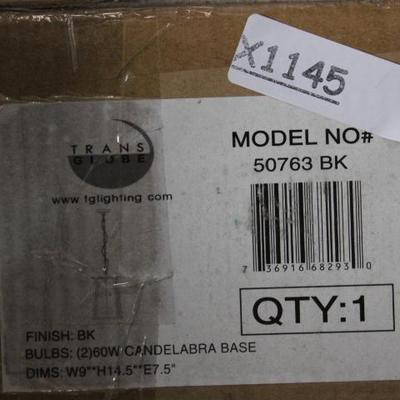 X1145
TRANS
GLOBE
www.tglighting.com
MODEL NO#
50763 BK
7 36916 68293 0
QTY:1
FINISH: BK
BULBS: (2)60W CANDELABRA BASE
DIMS: W9"*H14.5"*E7.5"